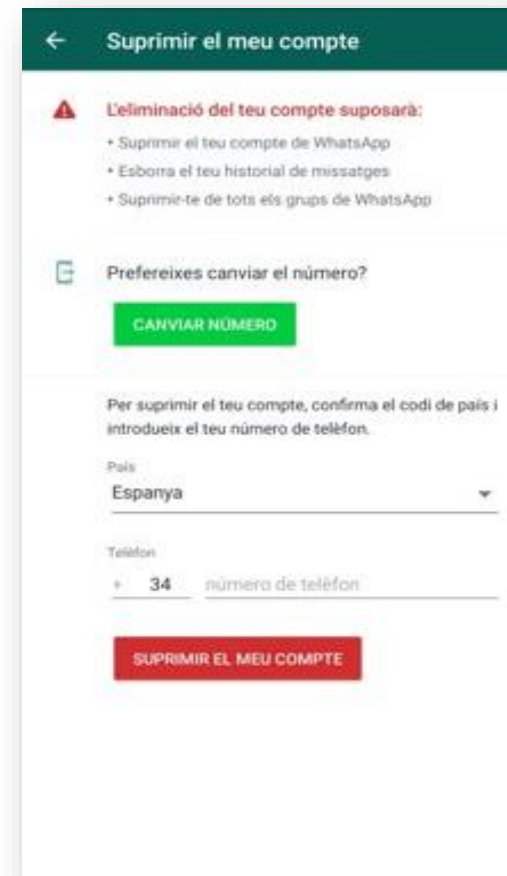 Suprimir el meu compte
L'eliminació del teu compte suposarà:
• Suprimir el teu compte de WhatsApp
• Esborra el teu historial de missatges
• Suprimir-te de tots els grups de WhatsApp
Prefereixes canviar el número?
CANVIAR NÚMERO
Per suprimir el teu compte, confirma el codi de país i
introdueix el teu número de telèfon.
País
Espanya
Telèfon
+ 34 número de telèfon
SUPRIMIR EL MEU COMPTE